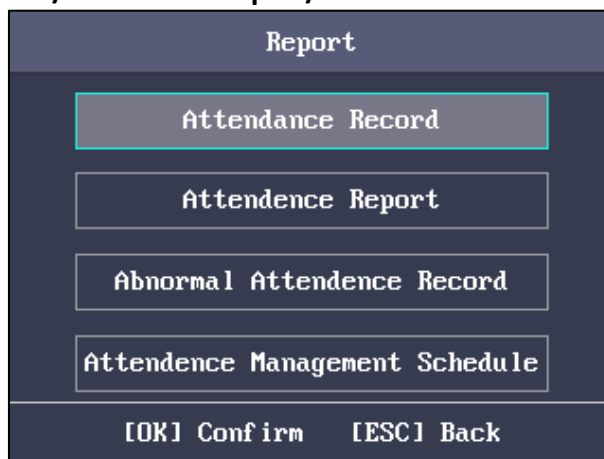 Report
Attendance Record
Attendence Report
Abnormal Attendence Record
Attendence Management Schedule
[OK] Confirm [ESC] Back